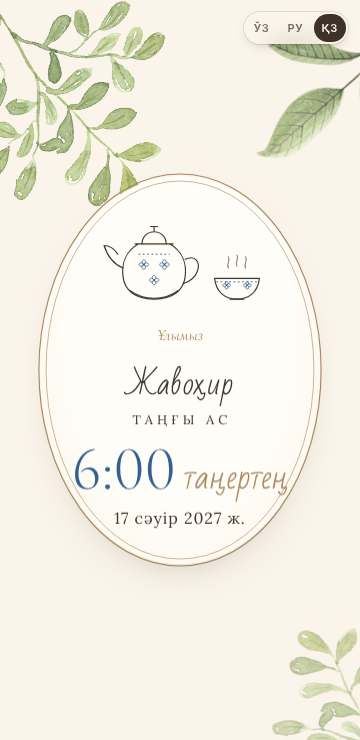 ЎЗ РУ ҚЗ
Ұлымыз
Жавоҳир
ТАҢҒЫ АС
6:00 таңертең
17 сәуір 2027 ж.